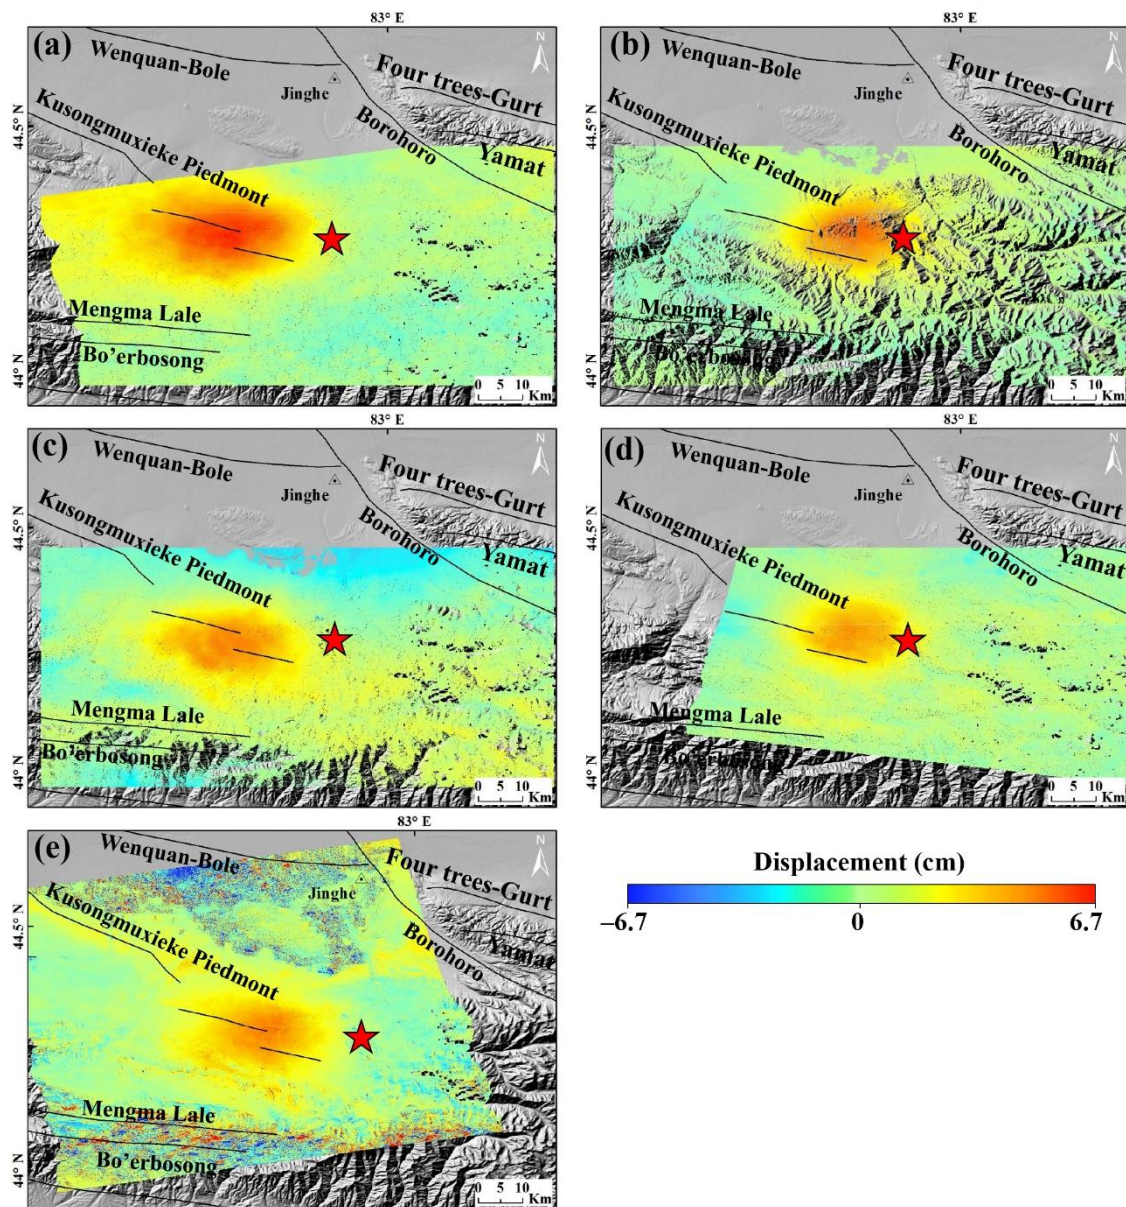 83° E
83° E
(a)
N
Wenquan-Bole
Four trees-Gurt
Jinghe
44.5° N
Kusongmuxieke Piedmont
Borohoro
Yamat
Mengma Lale
Bo’erbosong
44° N
0 5 10
Km
(b)
N
Wenquan-Bole
Four trees-Gurt
Jinghe
44.5° N
Kusongmuxieke Piedmont
Borohoro
Yamat
Mengma Lale
Bo’erbosong
44° N
0 5 10
Km
83° E
83° E
(c)
N
Wenquan-Bole
Four trees-Gurt
Jinghe
44.5° N
Kusongmuxieke Piedmont
Borohoro
Yamat
Mengma Lale
Bo’erbosong
44° N
0 5 10
Km
(d)
N
Wenquan-Bole
Four trees-Gurt
Jinghe
44.5° N
Kusongmuxieke Piedmont
Borohoro
Yamat
Mengma Lale
Bo’erbosong
44° N
0 5 10
Km
83° E
(e)
N
Wenquan-Bole
Four trees-Gurt
Jinghe
44.5° N
Kusongmuxieke Piedmont
Borohoro
Yamat
Mengma Lale
Bo’erbosong
44° N
0 5 10
Km
Displacement (cm)
−6.7 0 6.7